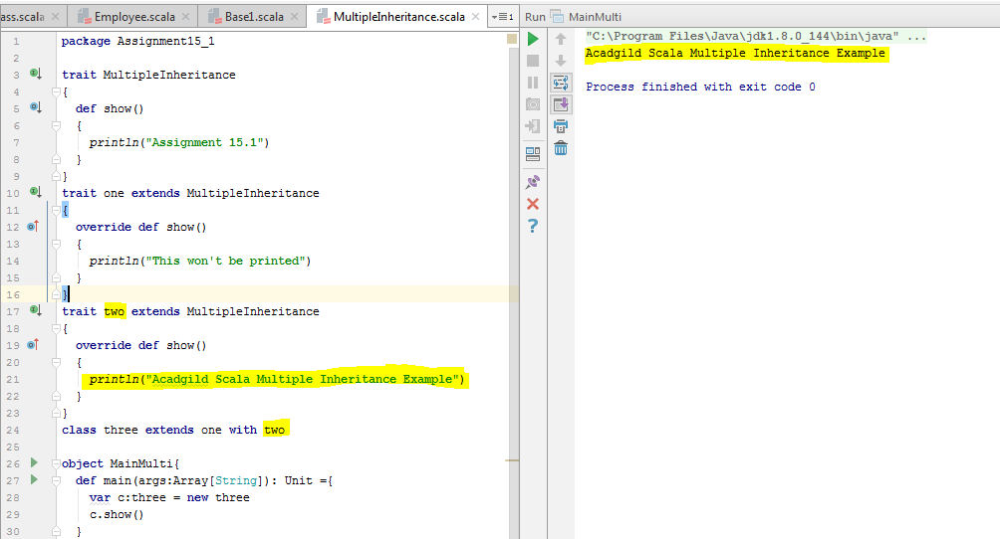 ass.scala × Employee.scala × Base1.scala × MultipleInheritance.scala × 1 Run MainMulti
1 package Assignment15_1
2
3 trait MultipleInheritance
4 {
5 def show()
6 {
7 println("Assignment 15.1")
8 }
9 }
10 trait one extends MultipleInheritance
11 {
12 override def show()
13 {
14 println("This won't be printed")
15 }
16 }
17 trait two extends MultipleInheritance
18 {
19 override def show()
20 {
21 println("Acadgild Scala Multiple Inheritance Example")
22 }
23 }
24 class three extends one with two
25
26 object MainMulti{
27 def main(args:Array[String]): Unit ={
28 var c:three = new three
29 c.show()
30 }
"C:\Program Files\Java\jdk1.8.0_144\bin\java" ...
Acadgild Scala Multiple Inheritance Example
Process finished with exit code 0